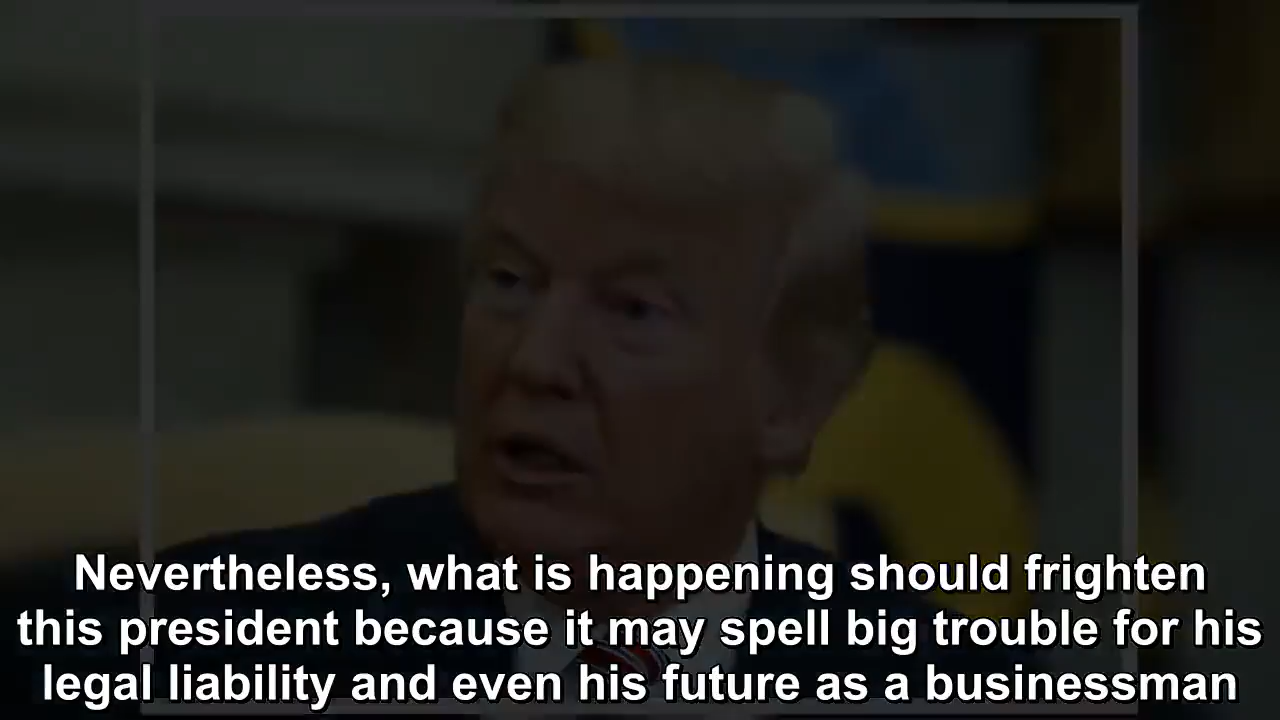 Nevertheless, what is happening should frighten
this president because it may spell big trouble for his
legal liability and even his future as a businessman